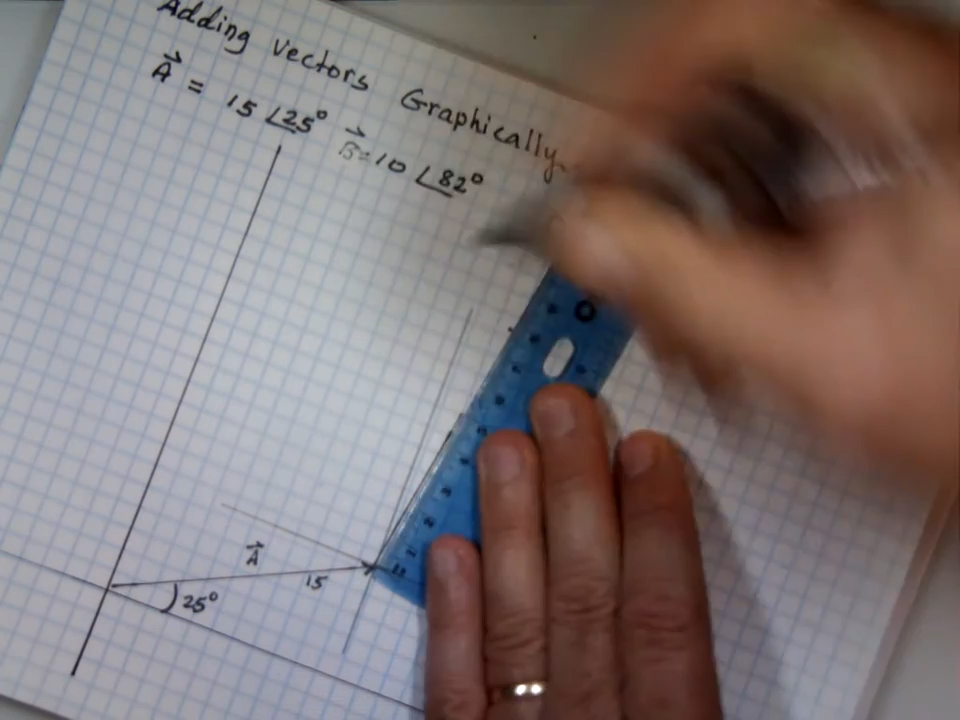 Adding Vectors Graphically
A⃗ = 15 ∠25° B⃗ = 10 ∠82°
A⃗
15
25°